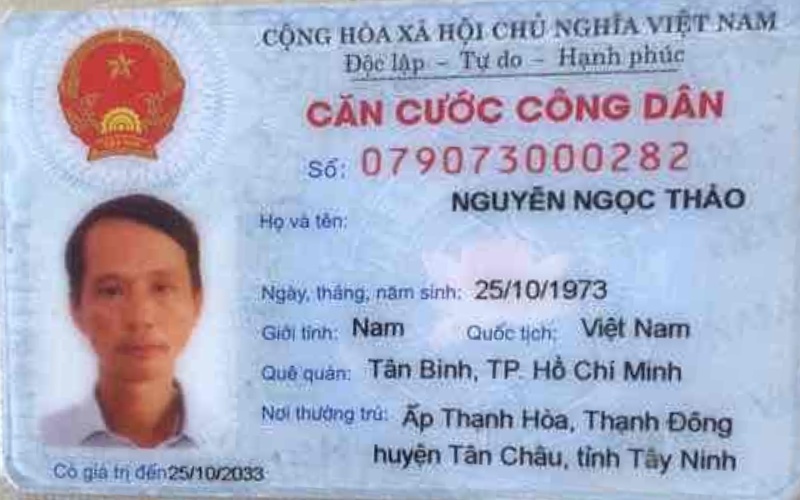 CỘNG HÒA XÃ HỘI CHỦ NGHĨA VIỆT NAM
Độc lập – Tự do – Hạnh phúc
CĂN CƯỚC CÔNG DÂN
Số: 079073000282
NGUYỄN NGỌC THẢO
Họ và tên:
Ngày, tháng, năm sinh: 25/10/1973
Giới tính: Nam Quốc tịch: Việt Nam
Quê quán: Tân Bình, TP. Hồ Chí Minh
Nơi thường trú: Ấp Thạnh Hòa, Thạnh Đông
huyện Tân Châu, tỉnh Tây Ninh
Có giá trị đến 25/10/2033